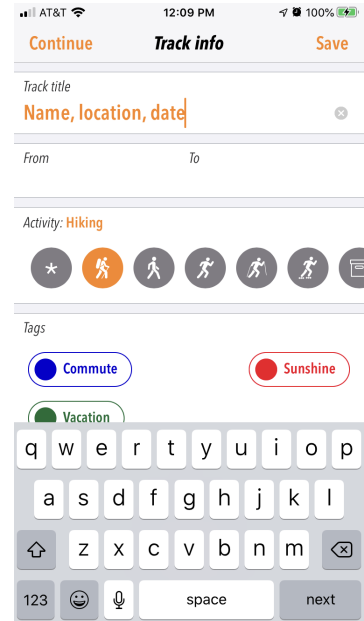 AT&T 12:09 PM 100%
Continue Track info Save
Track title
Name, location, date
From To
Activity: Hiking
*
Tags
Commute Sunshine
Vacation
q w e r t y u i o p
a s d f g h j k l
z x c v b n m
123 space next